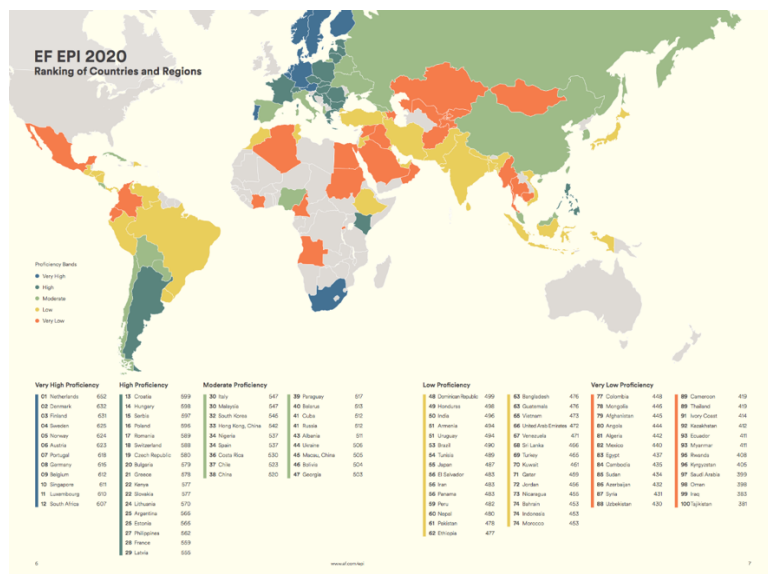 EF EPI 2020
Ranking of Countries and Regions
Proficiency Bands
Very High
High
Moderate
Low
Very Low
Very High Proficiency
01 Netherlands 652
02 Denmark 632
03 Finland 631
04 Sweden 625
05 Norway 624
06 Austria 623
07 Portugal 618
08 Germany 616
09 Belgium 612
10 Singapore 611
11 Luxembourg 610
12 South Africa 607
High Proficiency
13 Croatia 599
14 Hungary 598
15 Serbia 597
16 Poland 596
17 Romania 589
18 Switzerland 588
19 Czech Republic 580
20 Bulgaria 579
21 Greece 578
22 Kenya 577
22 Slovakia 577
24 Lithuania 570
25 Argentina 566
25 Estonia 566
27 Philippines 562
28 France 559
29 Latvia 555
Moderate Proficiency
30 Italy 547
30 Malaysia 547
32 South Korea 545
33 Hong Kong, China 542
34 Nigeria 537
34 Spain 537
36 Costa Rica 530
37 Chile 523
38 China 520
39 Paraguay 517
40 Belarus 513
41 Cuba 512
41 Russia 512
43 Albania 511
44 Ukraine 506
45 Macau, China 505
46 Bolivia 504
47 Georgia 503
Low Proficiency
48 Dominican Republic 499
49 Honduras 498
50 India 496
51 Armenia 494
51 Uruguay 494
53 Brazil 490
54 Tunisia 489
55 Japan 487
56 El Salvador 483
56 Iran 483
56 Panama 483
59 Peru 482
60 Nepal 480
61 Pakistan 478
62 Ethiopia 477
63 Bangladesh 476
63 Guatemala 476
65 Vietnam 473
66 United Arab Emirates 472
67 Venezuela 471
68 Sri Lanka 466
69 Turkey 465
70 Kuwait 461
71 Qatar 459
72 Jordan 456
73 Nicaragua 455
74 Bahrain 453
74 Indonesia 453
74 Morocco 453
Very Low Proficiency
77 Colombia 448
78 Mongolia 446
79 Afghanistan 445
80 Angola 444
81 Algeria 442
82 Mexico 440
83 Egypt 437
84 Cambodia 435
85 Sudan 434
86 Azerbaijan 432
87 Syria 431
88 Uzbekistan 430
89 Cameroon 419
89 Thailand 419
91 Ivory Coast 414
92 Kazakhstan 412
93 Ecuador 411
93 Myanmar 411
95 Rwanda 408
96 Kyrgyzstan 405
97 Saudi Arabia 399
98 Oman 398
99 Iraq 383
100 Tajikistan 381
6
www.ef.com/epi
7